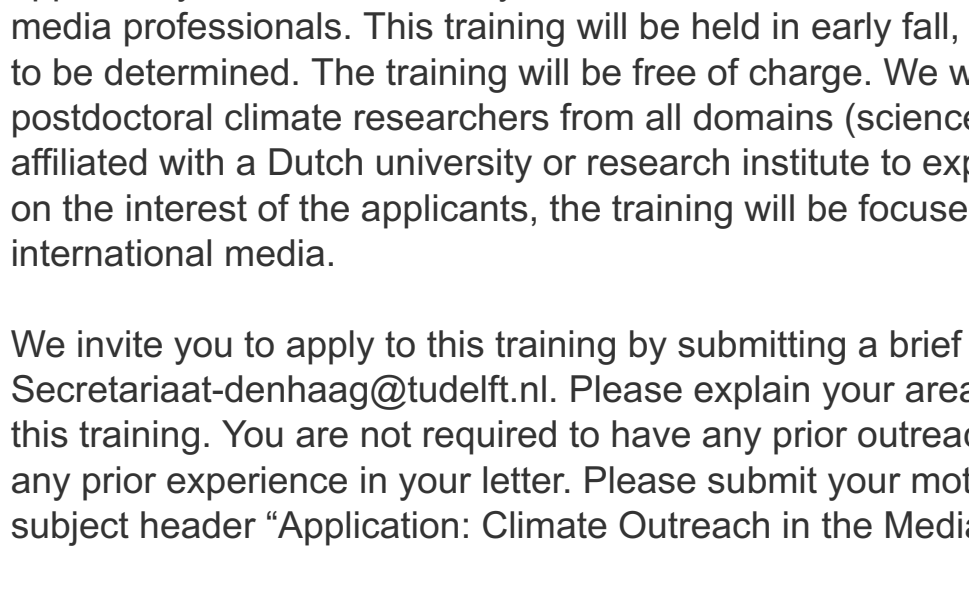 media professionals. This training will be held in early fall,
to be determined. The training will be free of charge. We
postdoctoral climate researchers from all domains
affiliated with a Dutch university or research institute to
on the interest of the applicants, the training will be
international media.
We invite you to apply to this training by submitting a brief
Secretariaat-denhaag@tudelft.nl. Please explain your
this training. You are not required to have any prior
any prior experience in your letter. Please submit your
subject header “Application: Climate Outreach in the